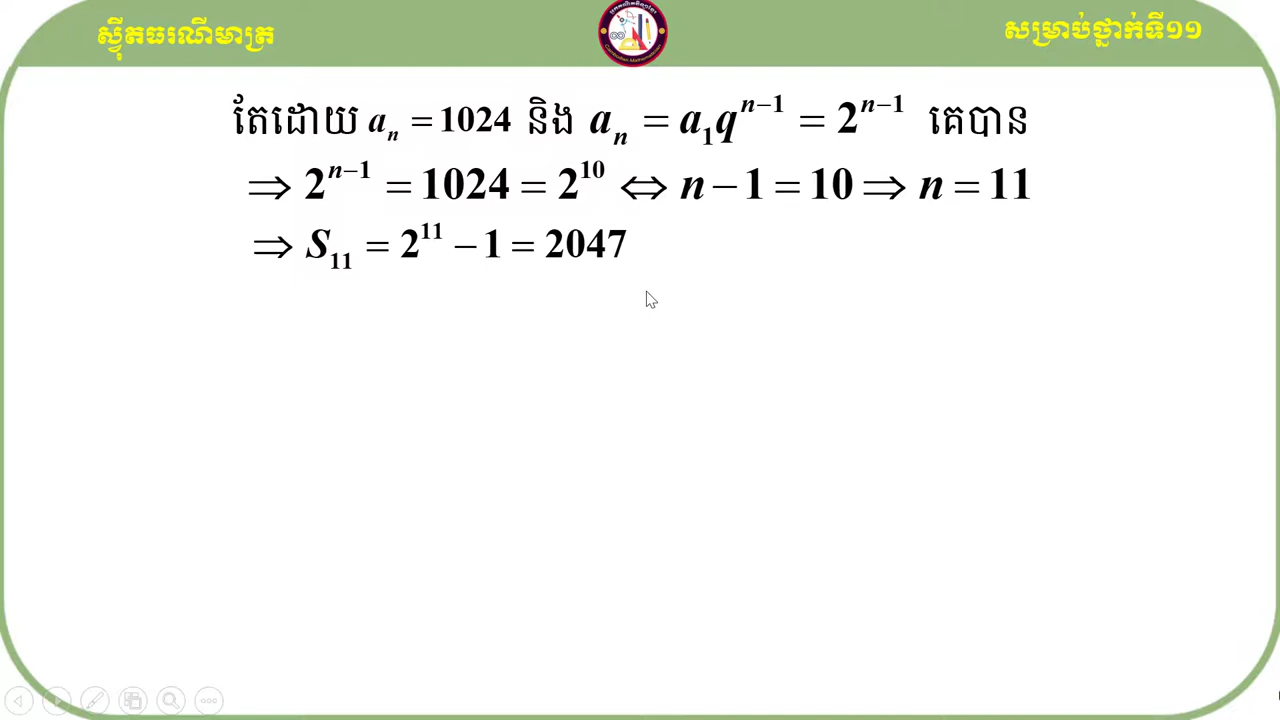 ស្វ៊ីតធរណីមាត្រ
សម្រាប់ថ្នាក់ទី១១
តែដោយ aₙ = 1024 និង aₙ = a₁qⁿ⁻¹ = 2ⁿ⁻¹ គេបាន
⇒ 2ⁿ⁻¹ = 1024 = 2¹⁰ ⇔ n − 1 = 10 ⇒ n = 11
⇒ S₁₁ = 2¹¹ − 1 = 2047